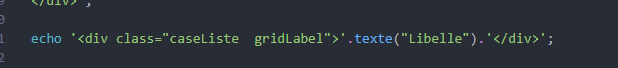 </div>';
echo '<div class="caseListe  gridLabel">'.texte("Libelle").'</div>';